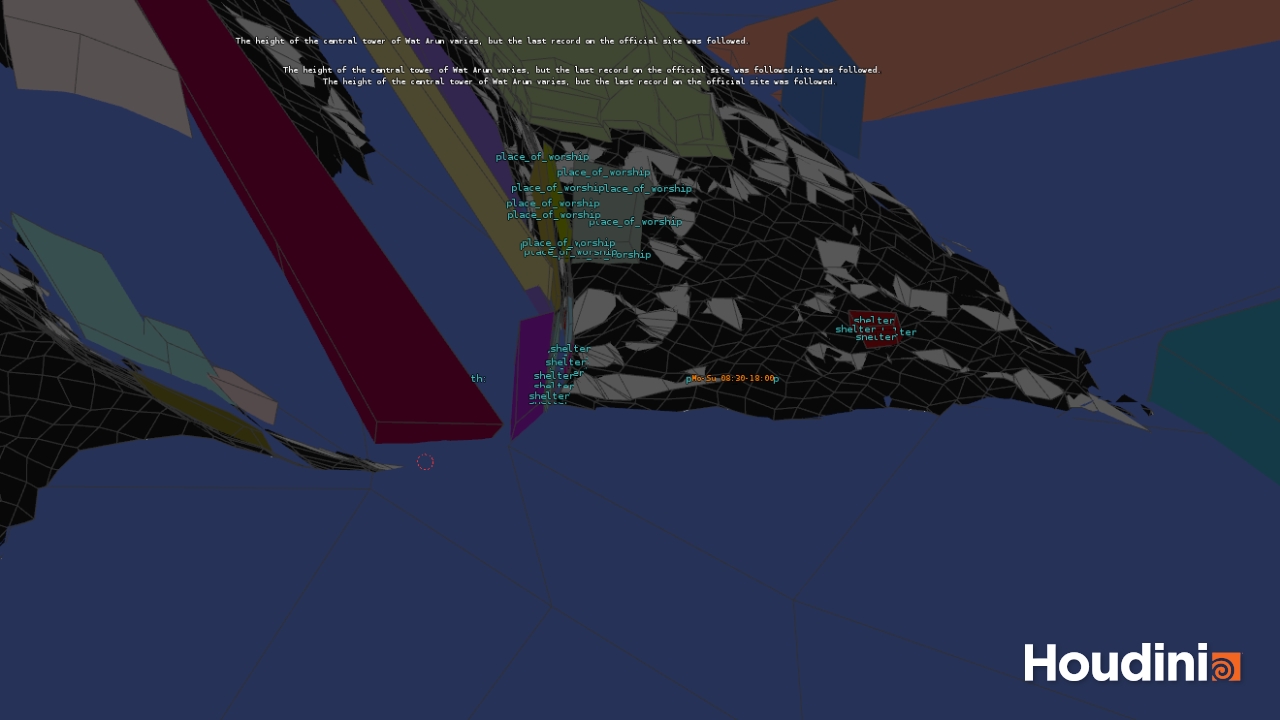 The height of the central tower of Wat Arun varies, but the last record on the official site was followed.
The height of the central tower of Wat Arun varies, but the last record on the official site was followed.site was followed.
The height of the central tower of Wat Arun varies, but the last record on the official site was followed.
place_of_worship
place_of_worship
place_of_worship place_of_worship
place_of_worship
place_of_worship
place_of_worship
place_of_worship
place_of_worship
shelter
shelter
shelter
shelter
shelter
shelter
shelter
shelter
shelter
th:
Mo-Su 08:30-18:00
Houdini